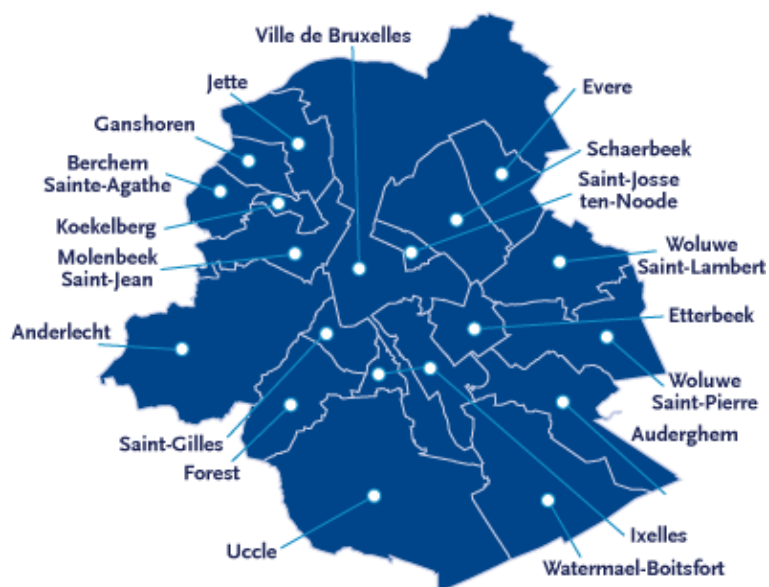 Ville de Bruxelles
Jette
Evere
Ganshoren
Schaerbeek
Berchem
Sainte-Agathe
Saint-Josse
ten-Noode
Koekelberg
Molenbeek
Saint-Jean
Woluwe
Saint-Lambert
Anderlecht
Etterbeek
Woluwe
Saint-Pierre
Auderghem
Saint-Gilles
Forest
Ixelles
Uccle
Watermael-Boitsfort